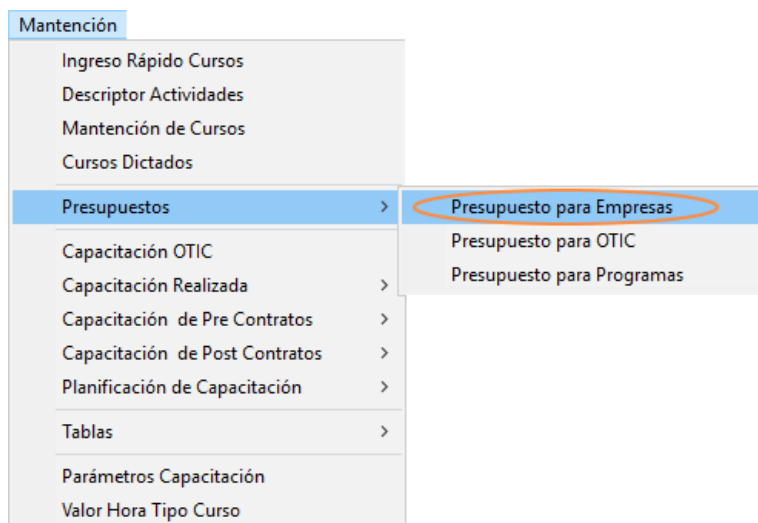 Mantención
Ingreso Rápido Cursos
Descriptor Actividades
Mantención de Cursos
Cursos Dictados
Presupuestos
Presupuesto para Empresas
Presupuesto para OTIC
Presupuesto para Programas
Capacitación OTIC
Capacitación Realizada
Capacitación  de Pre Contratos
Capacitación  de Post Contratos
Planificación de Capacitación
Tablas
Parámetros Capacitación
Valor Hora Tipo Curso